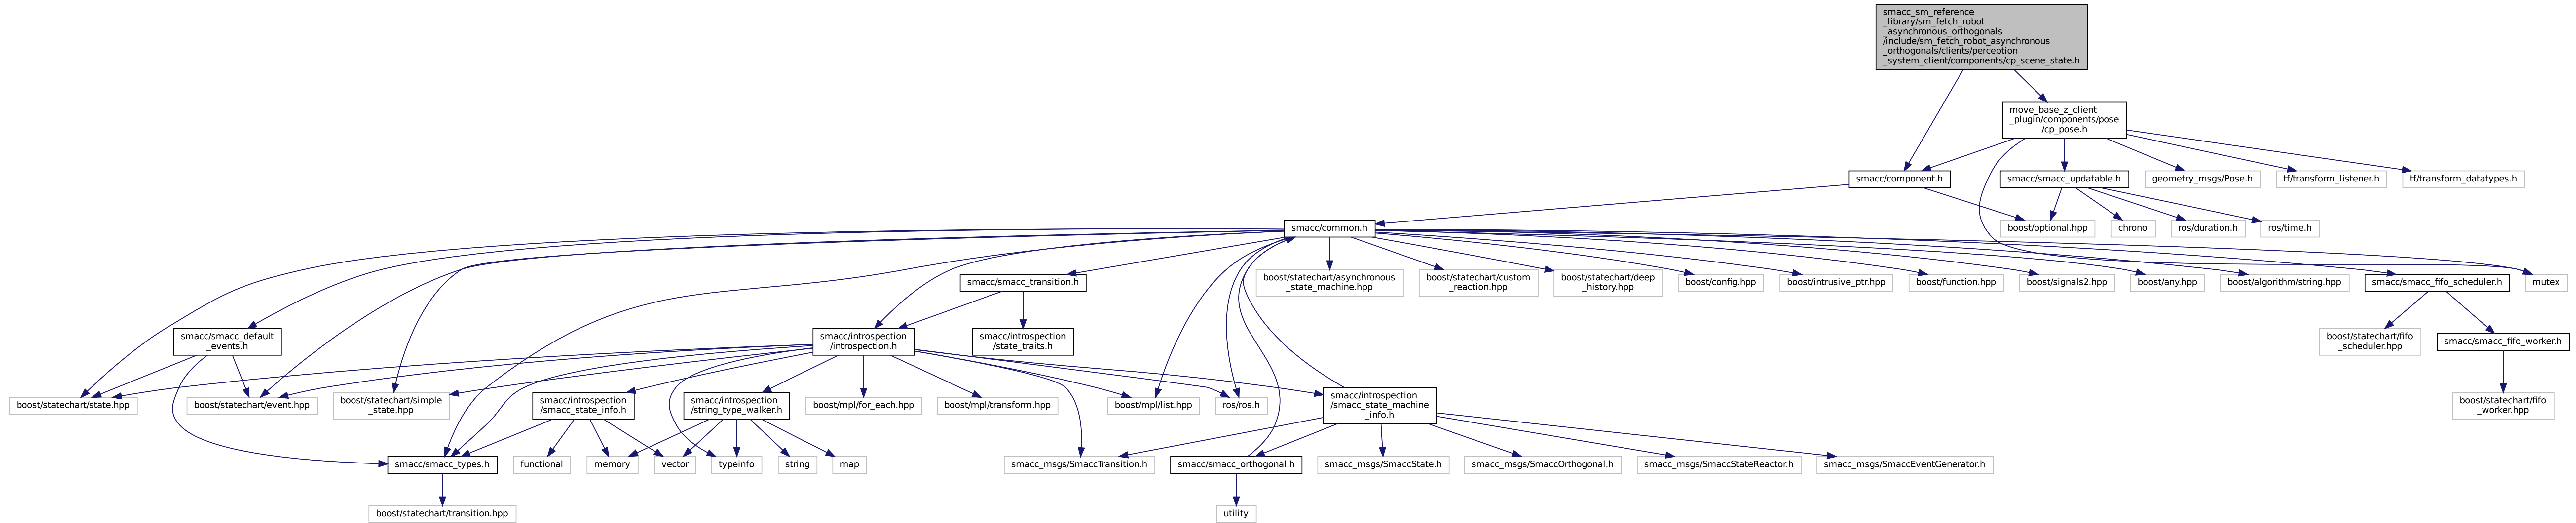 smacc_sm_reference
_library/sm_fetch_robot
_asynchronous_orthogonals
/include/sm_fetch_robot_asynchronous
_orthogonals/clients/perception
_system_client/components/cp_scene_state.h
move_base_z_client
_plugin/components/pose
/cp_pose.h
smacc/component.h
smacc/smacc_updatable.h
geometry_msgs/Pose.h
tf/transform_listener.h
tf/transform_datatypes.h
smacc/common.h
boost/optional.hpp
chrono
ros/duration.h
ros/time.h
smacc/smacc_transition.h
boost/statechart/asynchronous
_state_machine.hpp
boost/statechart/custom
_reaction.hpp
boost/statechart/deep
_history.hpp
boost/config.hpp
boost/intrusive_ptr.hpp
boost/function.hpp
boost/signals2.hpp
boost/any.hpp
boost/algorithm/string.hpp
smacc/smacc_fifo_scheduler.h
mutex
smacc/smacc_default
_events.h
smacc/introspection
/introspection.h
smacc/introspection
/state_traits.h
boost/statechart/fifo
_scheduler.hpp
smacc/smacc_fifo_worker.h
boost/statechart/state.hpp
boost/statechart/event.hpp
boost/statechart/simple
_state.hpp
smacc/introspection
/smacc_state_info.h
smacc/introspection
/string_type_walker.h
boost/mpl/for_each.hpp
boost/mpl/transform.hpp
boost/mpl/list.hpp
ros/ros.h
smacc/introspection
/smacc_state_machine
_info.h
boost/statechart/fifo
_worker.hpp
smacc/smacc_types.h
functional
memory
vector
typeinfo
string
map
smacc_msgs/SmaccTransition.h
smacc/smacc_orthogonal.h
smacc_msgs/SmaccState.h
smacc_msgs/SmaccOrthogonal.h
smacc_msgs/SmaccStateReactor.h
smacc_msgs/SmaccEventGenerator.h
boost/statechart/transition.hpp
utility